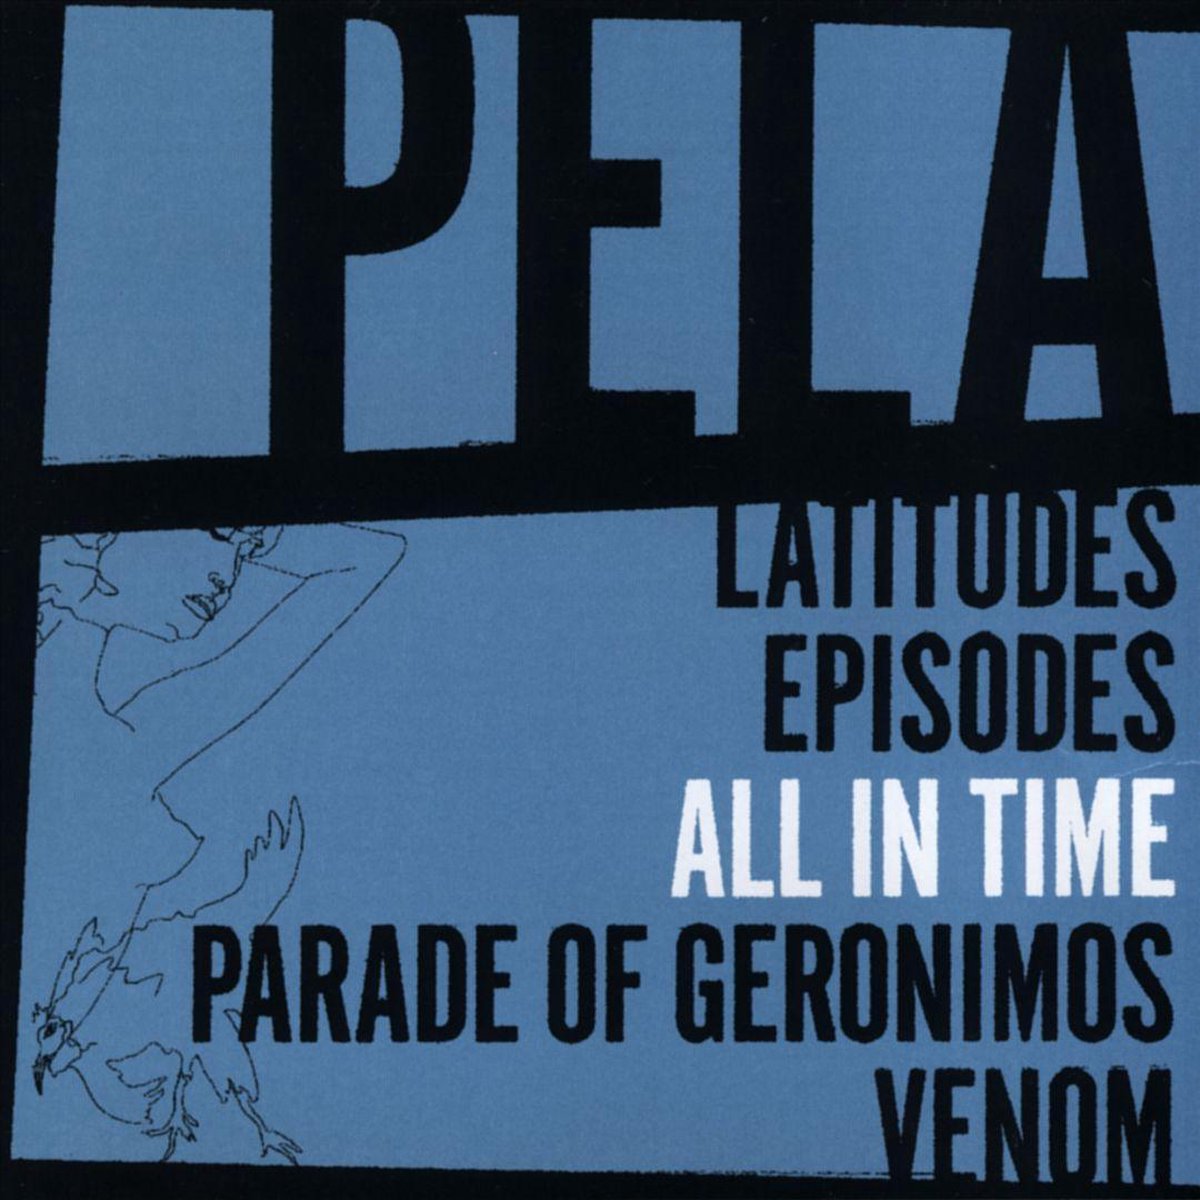 PELA
LATITUDES
EPISODES
ALL IN TIME
PARADE OF GERONIMOS
VENOM